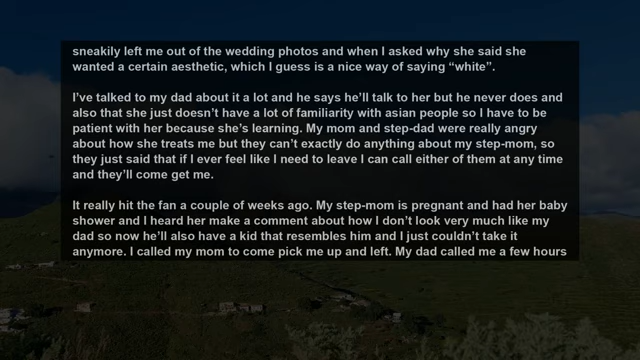 sneakily left me out of the wedding photos and when I asked why she said she
wanted a certain aesthetic, which I guess is a nice way of saying “white”.
I’ve talked to my dad about it a lot and he says he’ll talk to her but he never does and
also that she just doesn’t have a lot of familiarity with asian people so I have to be
patient with her because she’s learning. My mom and step-dad were really angry
about how she treats me but they can’t exactly do anything about my step-mom, so
they just said that if I ever feel like I need to leave I can call either of them at any time
and they’ll come get me.
It really hit the fan a couple of weeks ago. My step-mom is pregnant and had her baby
shower and I heard her make a comment about how I don’t look very much like my
dad so now he’ll also have a kid that resembles him and I just couldn’t take it
anymore. I called my mom to come pick me up and left. My dad called me a few hours